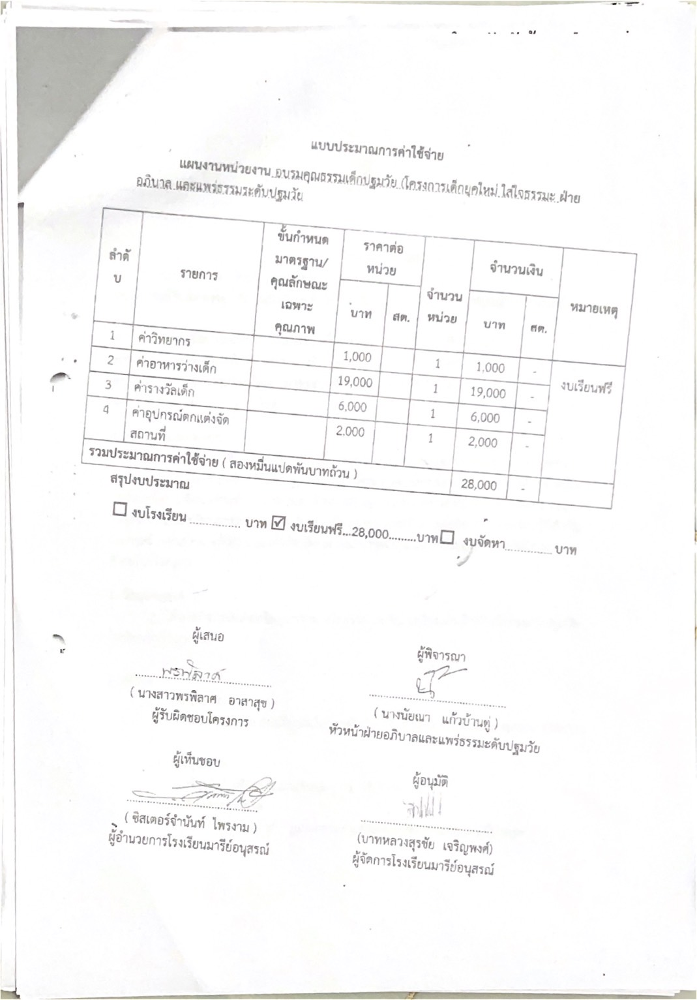 แบบประมาณการค่าใช้จ่าย
แผนงานหน่วยงาน อบรมคุณธรรมเด็กปฐมวัย (โครงการเด็กยุคใหม่ ใส่ใจธรรมะ ฝ่าย
อภิบาล และแพร่ธรรมระดับปฐมวัย
ลำดับ รายการ ขั้นกำหนดมาตรฐาน/คุณลักษณะเฉพาะคุณภาพ ราคาต่อหน่วย จำนวนหน่วย จำนวนเงิน หมายเหตุ
บาท สต. บาท สต.
1 ค่าวิทยากร 1,000 1 1,000 - งบเรียนฟรี
2 ค่าอาหารว่างเด็ก 19,000 1 19,000 -
3 ค่ารางวัลเด็ก 6,000 1 6,000 -
4 ค่าอุปกรณ์ตกแต่งจัด 2.000 1 2,000 -
สถานที่
รวมประมาณการค่าใช้จ่าย ( สองหมื่นแปดพันบาทถ้วน ) 28,000 -
สรุปงบประมาณ
☐ งบโรงเรียน .............. บาท ☑ งบเรียนฟรี...28,000.........บาท ☐ งบจัดหา............. บาท
ผู้เสนอ
พรพิลาศ
( นางสาวพรพิลาศ อาสาสุข )
ผู้รับผิดชอบโครงการ
ผู้พิจารณา
( นางนัยณา แก้วบ้านดู่ )
หัวหน้าฝ่ายอภิบาลและแพร่ธรรมะดับปฐมวัย
ผู้เห็นชอบ
( ซิสเตอร์จำนันท์ ไพรงาม )
ผู้อำนวยการโรงเรียนมารีย์อนุสรณ์
ผู้อนุมัติ
(บาทหลวงสุรชัย เจริญพงศ์)
ผู้จัดการโรงเรียนมารีย์อนุสรณ์